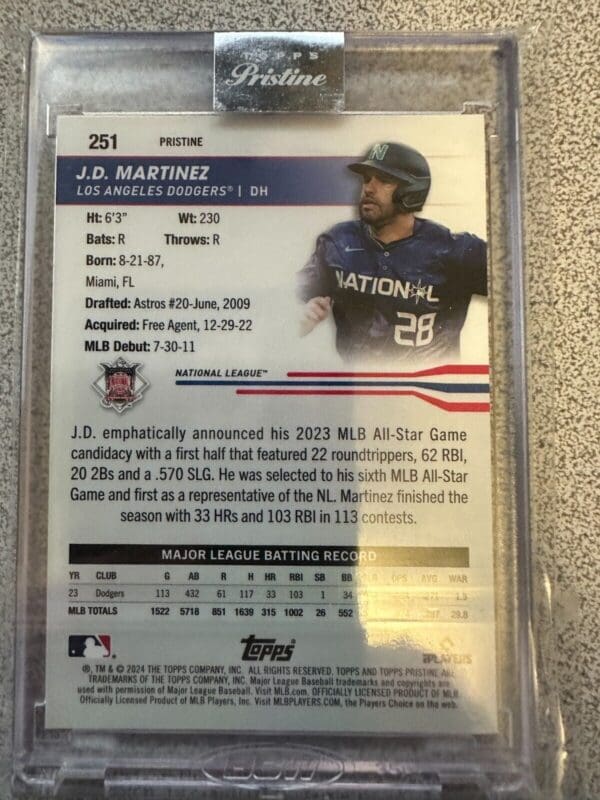 TOPPS
Pristine
251 PRISTINE
J.D. MARTINEZ
LOS ANGELES DODGERS® | DH
N
NATIONAL
28
Ht: 6'3" Wt: 230
Bats: R Throws: R
Born: 8-21-87,
Miami, FL
Drafted: Astros #20-June, 2009
Acquired: Free Agent, 12-29-22
MLB Debut: 7-30-11
NATIONAL LEAGUE™
J.D. emphatically announced his 2023 MLB All-Star Game
candidacy with a first half that featured 22 roundtrippers, 62 RBI,
20 2Bs and a .570 SLG. He was selected to his sixth MLB All-Star
Game and first as a representative of the NL. Martinez finished the
season with 33 HRs and 103 RBI in 113 contests.
MAJOR LEAGUE BATTING RECORD
YR CLUB G AB R H HR RBI SB BB SLG OPS AVG WAR
23 Dodgers 113 432 61 117 33 103 1 34
MLB TOTALS 1522 5718 851 1639 315 1002 26 552 .287 29.8
Topps®
PLAYERS
®, TM & © 2024 THE TOPPS COMPANY, INC. ALL RIGHTS RESERVED. TOPPS AND TOPPS PRISTINE ARE
TRADEMARKS OF THE TOPPS COMPANY, INC. Major League Baseball trademarks and copyrights are
used with permission of Major League Baseball. Visit MLB.com. OFFICIALLY LICENSED PRODUCT OF MLB
Officially Licensed Product of MLB Players, Inc. Visit MLBPLAYERS.COM, the Players Choice on the web.
BCW